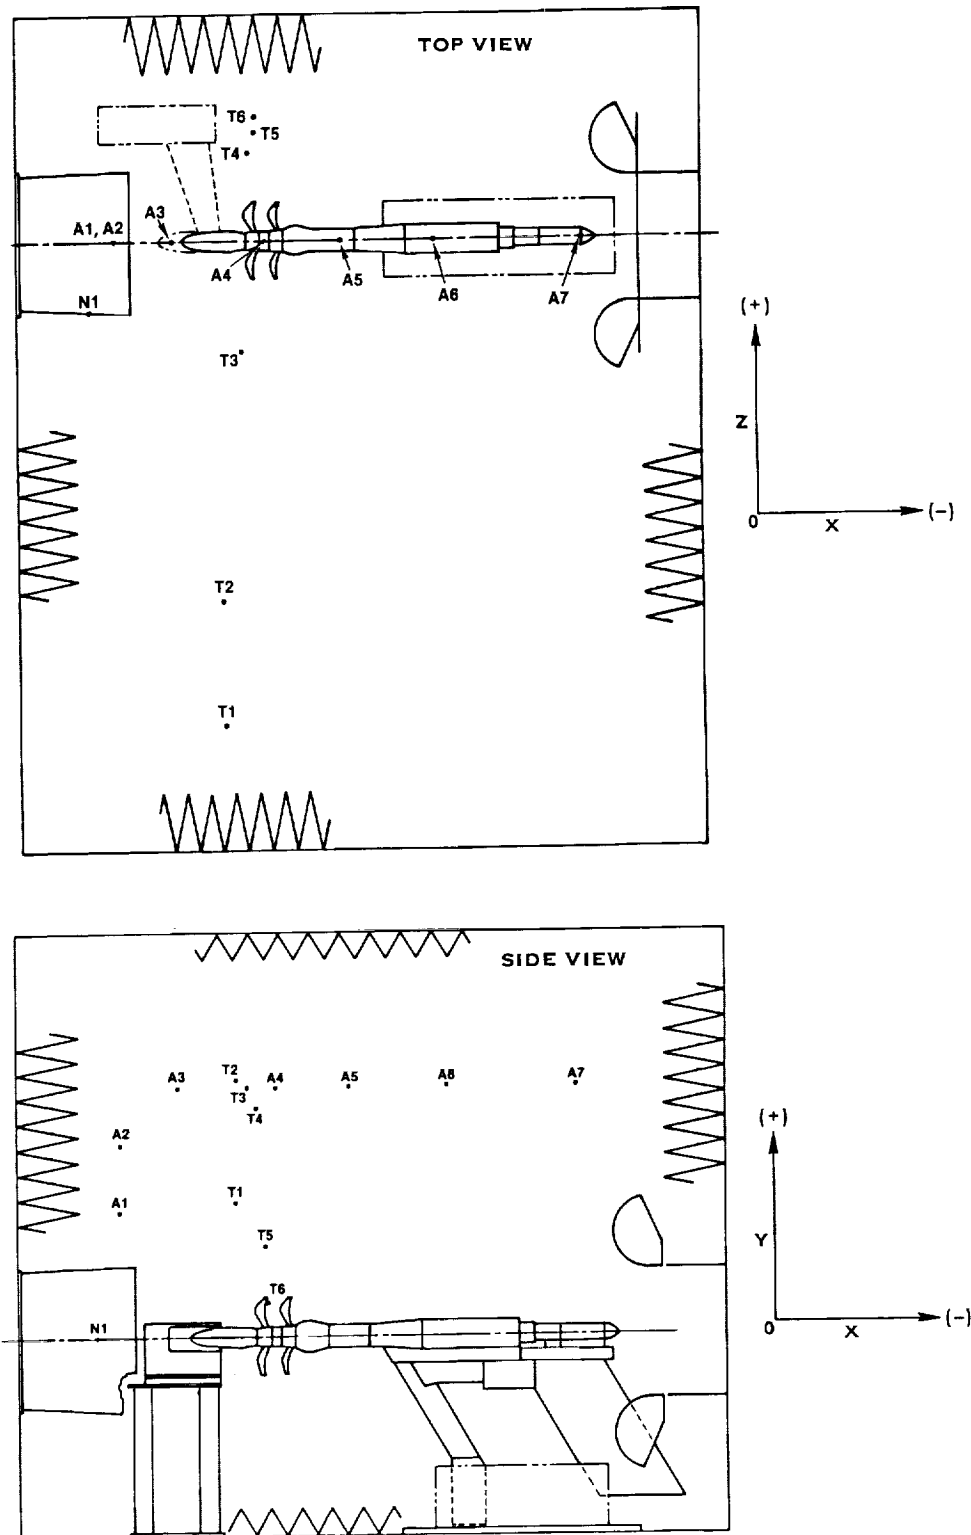 TOP VIEW
T6
T5
T4
A3
A1, A2
A4
A5
A6
A7
N1
T3
(+)
Z
0
X
(-)
T2
T1
SIDE VIEW
A3
T2
A4
A5
A6
A7
T3
T4
A2
A1
T1
T5
T6
N1
(+)
Y
0
X
(-)